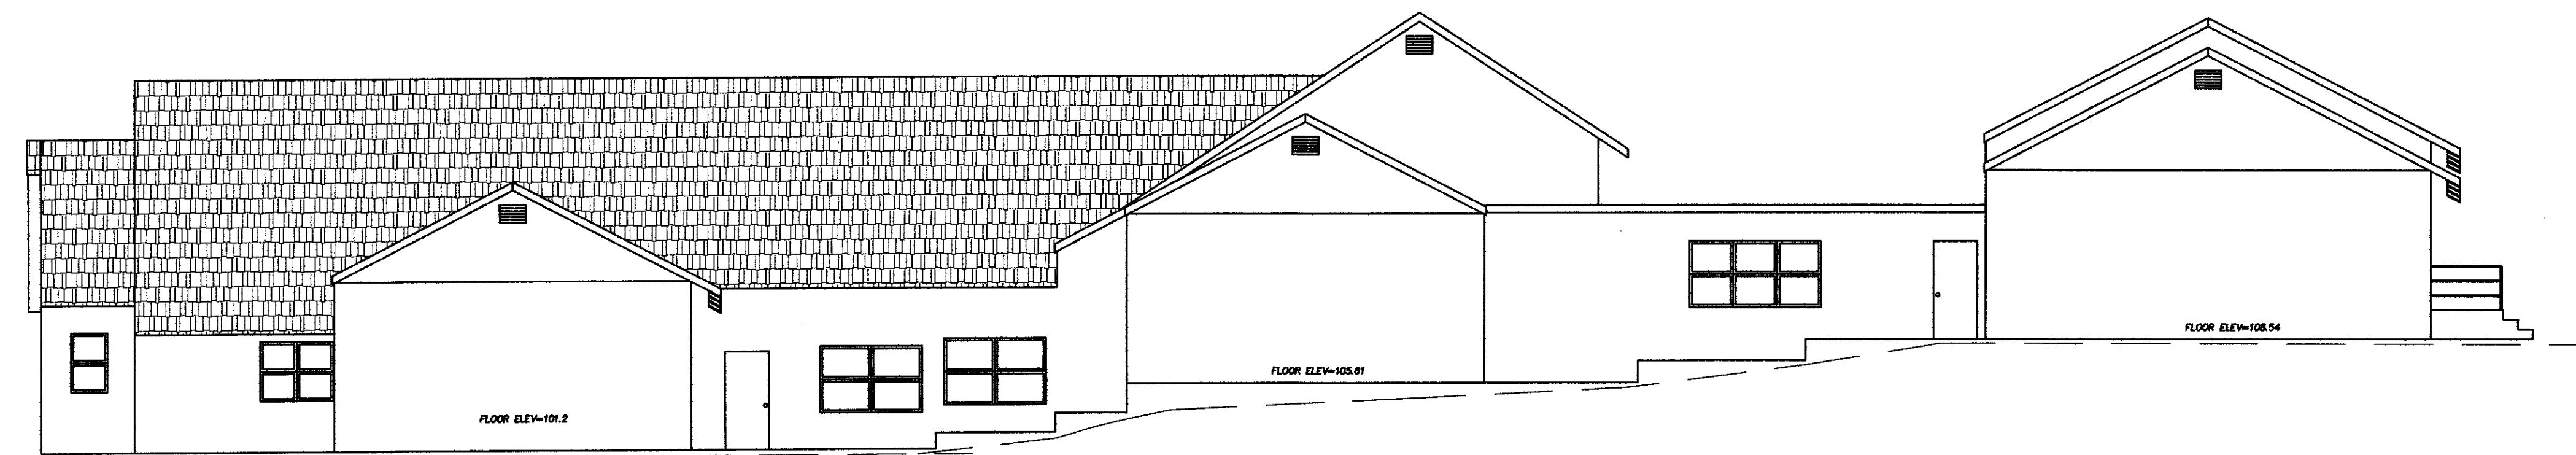 FLOOR ELEV=101.2
FLOOR ELEV=105.61
FLOOR ELEV=108.54